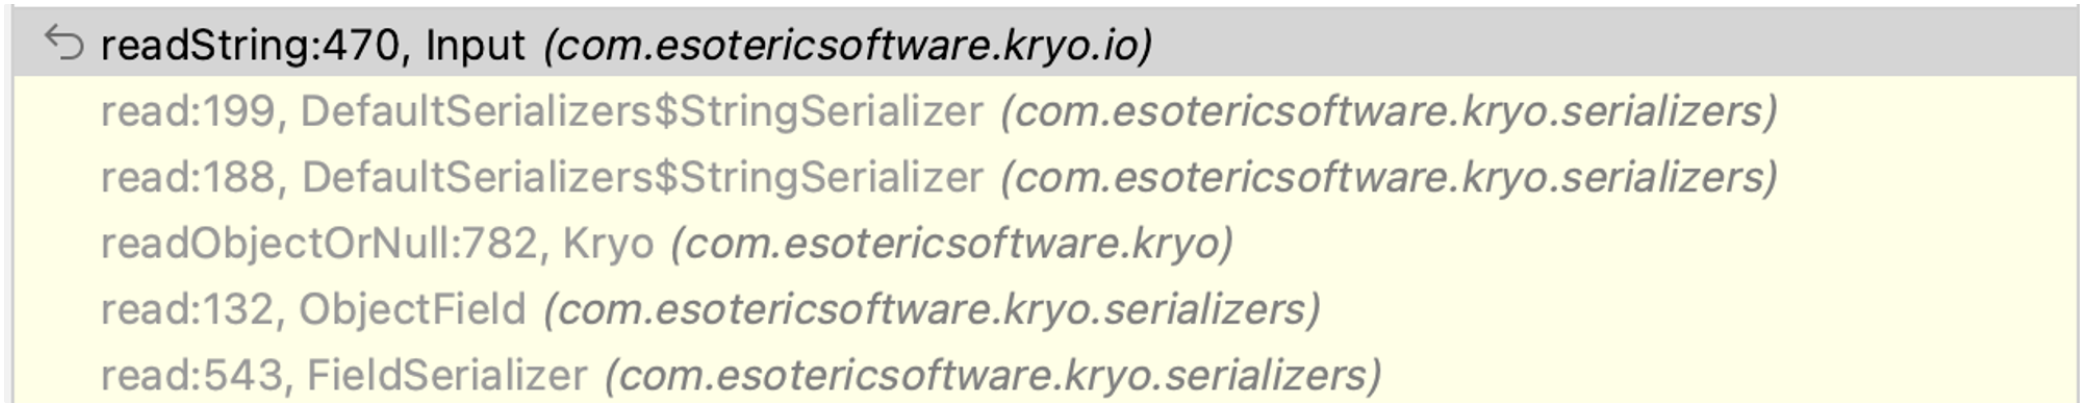 readString:470, Input (com.esotericsoftware.kryo.io)
read:199, DefaultSerializers$StringSerializer (com.esotericsoftware.kryo.serializers)
read:188, DefaultSerializers$StringSerializer (com.esotericsoftware.kryo.serializers)
readObjectOrNull:782, Kryo (com.esotericsoftware.kryo)
read:132, ObjectField (com.esotericsoftware.kryo.serializers)
read:543, FieldSerializer (com.esotericsoftware.kryo.serializers)